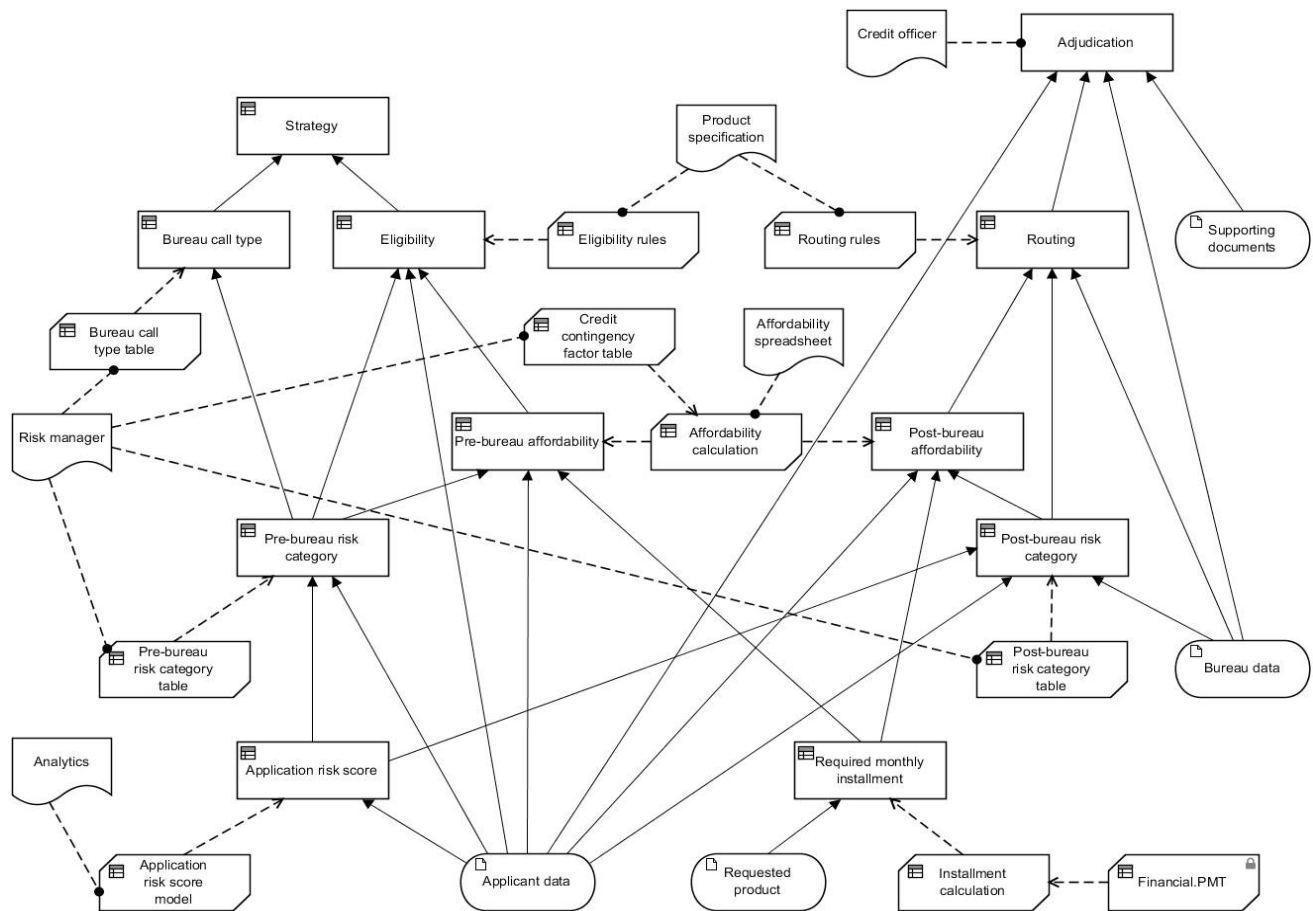 Credit officer
Adjudication
Strategy
Product
specification
Bureau call type
Eligibility
Eligibility rules
Routing rules
Routing
Supporting
documents
Bureau call
type table
Credit
contingency
factor table
Affordability
spreadsheet
Risk manager
Pre-bureau affordability
Affordability
calculation
Post-bureau
affordability
Pre-bureau risk
category
Post-bureau risk
category
Pre-bureau
risk category
table
Post-bureau
risk category
table
Bureau data
Analytics
Application risk score
Required monthly
installment
Application
risk score
model
Applicant data
Requested
product
Installment
calculation
Financial.PMT